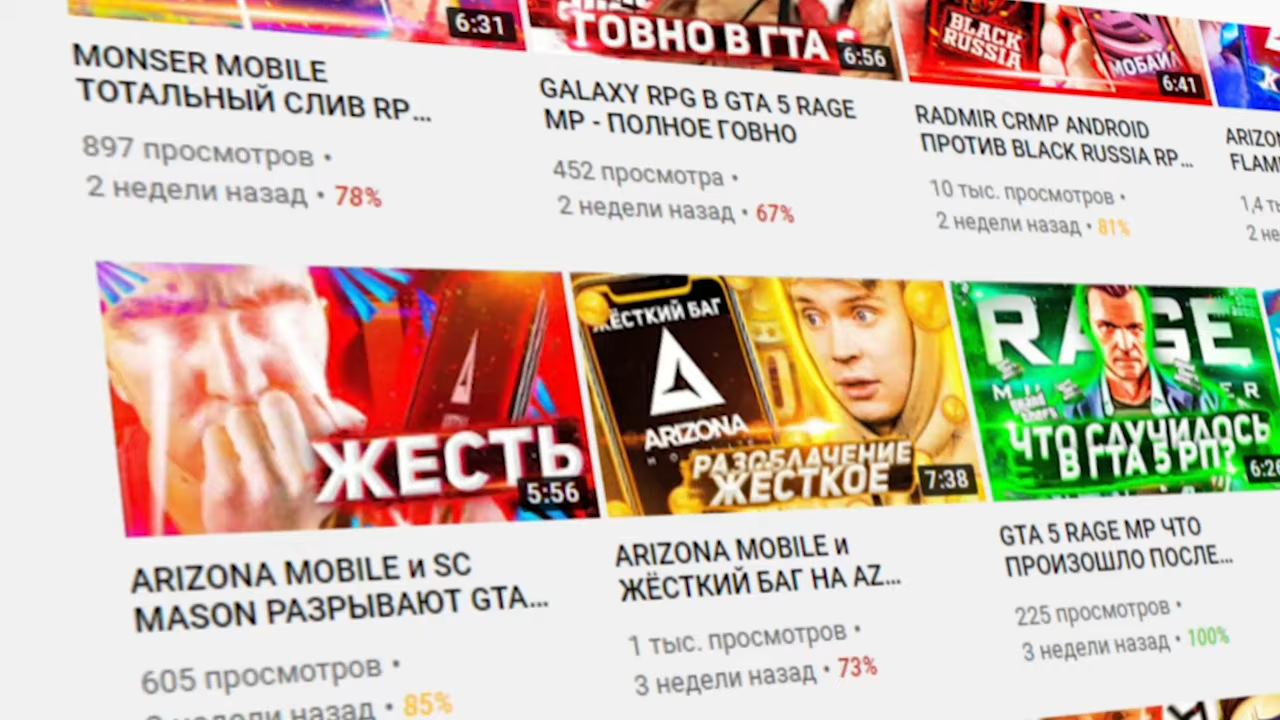 6:31
ГОВНО В ГТА
6:56
BLACK
RUSSIA
МОБАЙЛ
6:41
MONSER MOBILE
ТОТАЛЬНЫЙ СЛИВ RP...
897 просмотров •
2 недели назад • 78%
GALAXY RPG В GTA 5 RAGE
MP - ПОЛНОЕ ГОВНО
452 просмотра •
2 недели назад • 67%
RADMIR CRMP ANDROID
ПРОТИВ BLACK RUSSIA RP...
10 тыс. просмотров •
2 недели назад • 81%
ЖЕСТЬ
5:56
ЖЁСТКИЙ БАГ
ARIZONA
РАЗОБЛАЧЕНИЕ
ЖЕСТКОЕ
7:38
RAGE
ЧТО СЛУЧИЛОСЬ
В ГТА 5 РП?
ARIZONA MOBILE и SC
MASON РАЗРЫВАЮТ GTA...
605 просмотров •
недели назад • 85%
ARIZONA MOBILE и
ЖЁСТКИЙ БАГ НА AZ...
1 тыс. просмотров •
3 недели назад • 73%
GTA 5 RAGE MP ЧТО
ПРОИЗОШЛО ПОСЛЕ...
225 просмотров •
3 недели назад • 100%